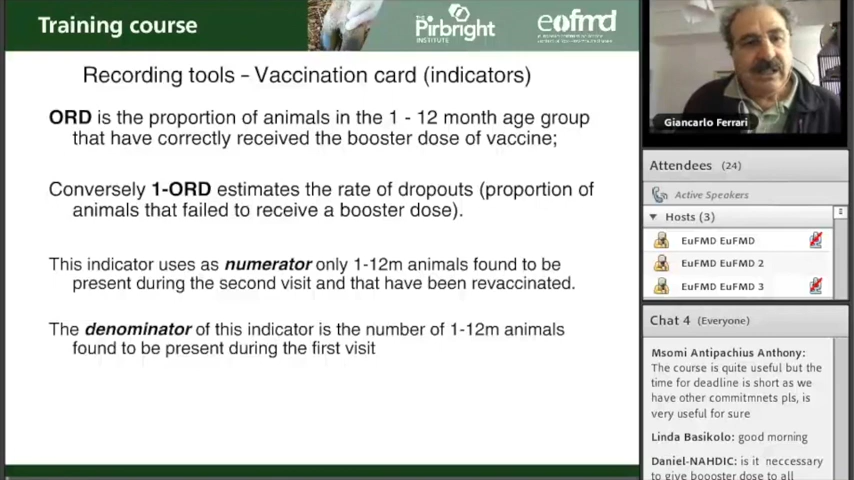 Training course
THE
Pirbright
INSTITUTE
eofmd
Recording tools - Vaccination card (indicators)
ORD is the proportion of animals in the 1 - 12 month age group
that have correctly received the booster dose of vaccine;
Conversely 1-ORD estimates the rate of dropouts (proportion of
animals that failed to receive a booster dose).
This indicator uses as numerator only 1-12m animals found to be
present during the second visit and that have been revaccinated.
The denominator of this indicator is the number of 1-12m animals
found to be present during the first visit
Giancarlo Ferrari
Attendees (24)
Active Speakers
Hosts (3)
EuFMD EuFMD
EuFMD EuFMD 2
EuFMD EuFMD 3
Chat 4 (Everyone)
Msomi Antipachius Anthony:
The course is quite useful but the
time for deadline is short as we
have other commitmnets pls, is
very useful for sure
Linda Basikolo: good morning
Daniel-NAHDIC: is it neccessary
to give boooster dose to all